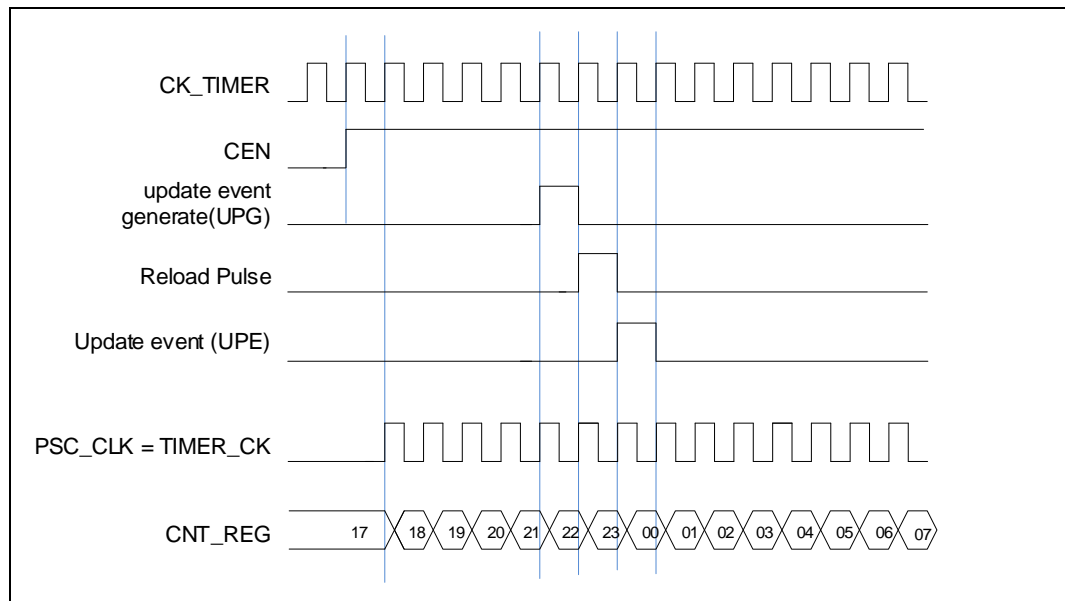 CK_TIMER
CEN
update event
generate(UPG)
Reload Pulse
Update event (UPE)
PSC_CLK = TIMER_CK
CNT_REG 17 18 19 20 21 22 23 00 01 02 03 04 05 06 07